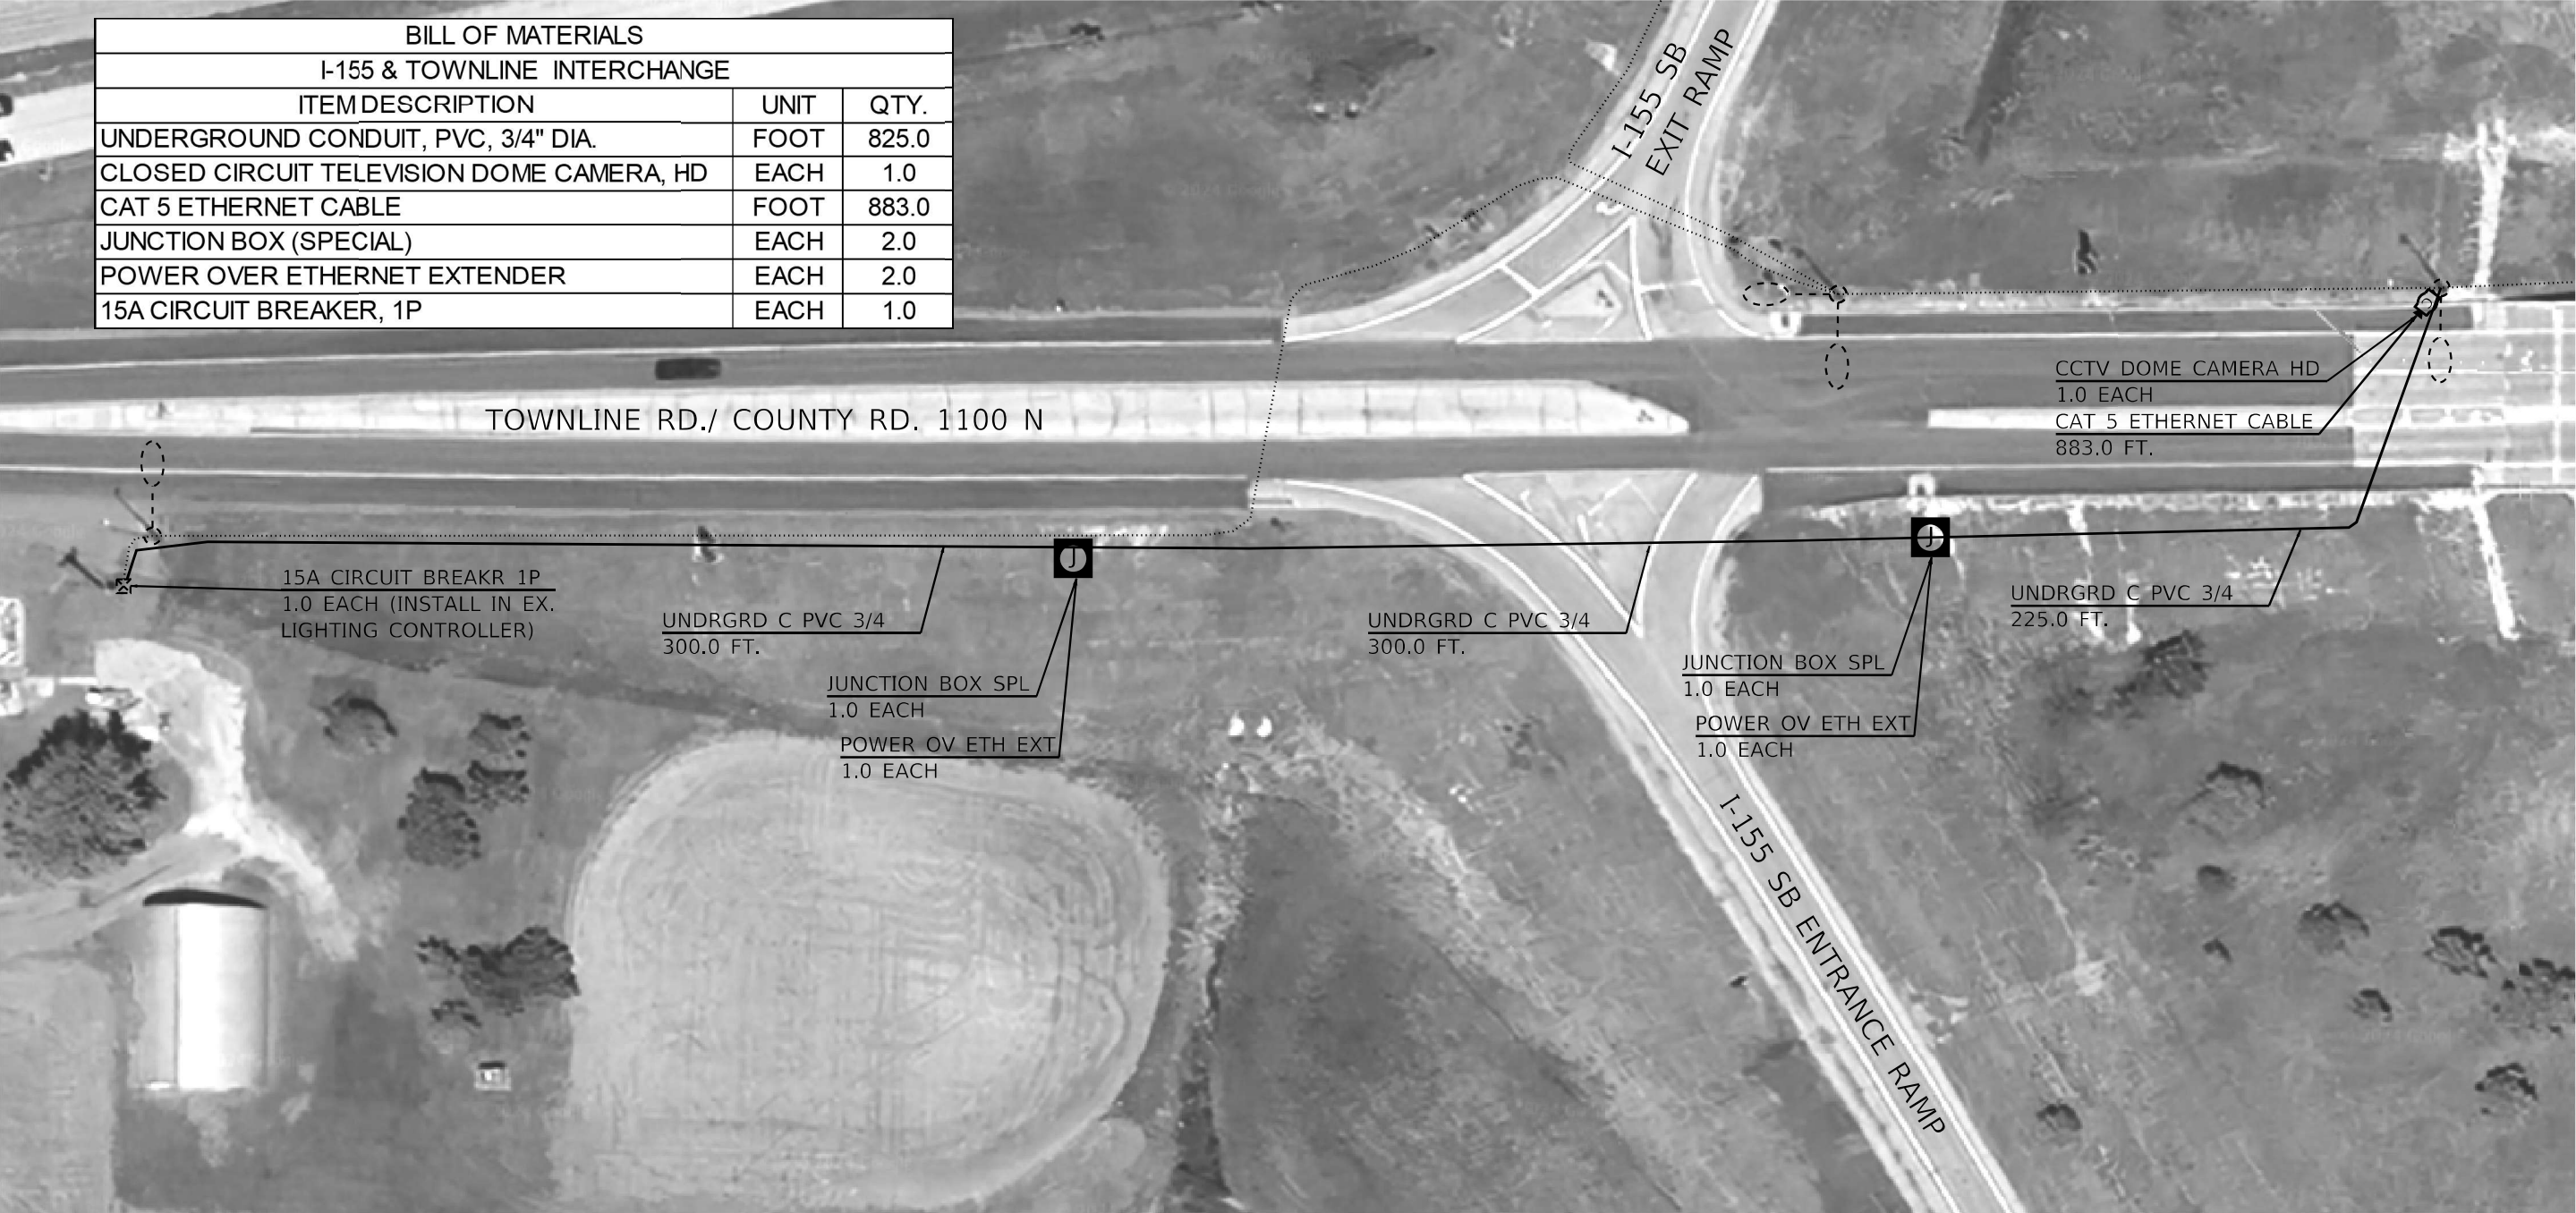 BILL OF MATERIALS
I-155 & TOWNLINE INTERCHANGE
ITEM DESCRIPTION UNIT QTY.
UNDERGROUND CONDUIT, PVC, 3/4" DIA. FOOT 825.0
CLOSED CIRCUIT TELEVISION DOME CAMERA, HD EACH 1.0
CAT 5 ETHERNET CABLE FOOT 883.0
JUNCTION BOX (SPECIAL) EACH 2.0
POWER OVER ETHERNET EXTENDER EACH 2.0
15A CIRCUIT BREAKER, 1P EACH 1.0
I-155 SB
EXIT RAMP
TOWNLINE RD./ COUNTY RD. 1100 N
CCTV DOME CAMERA HD
1.0 EACH
CAT 5 ETHERNET CABLE
883.0 FT.
15A CIRCUIT BREAKR 1P
1.0 EACH (INSTALL IN EX.
LIGHTING CONTROLLER)
UNDRGRD C PVC 3/4
300.0 FT.
J
JUNCTION BOX SPL
1.0 EACH
POWER OV ETH EXT
1.0 EACH
UNDRGRD C PVC 3/4
300.0 FT.
J
JUNCTION BOX SPL
1.0 EACH
POWER OV ETH EXT
1.0 EACH
UNDRGRD C PVC 3/4
225.0 FT.
I-155 SB ENTRANCE RAMP